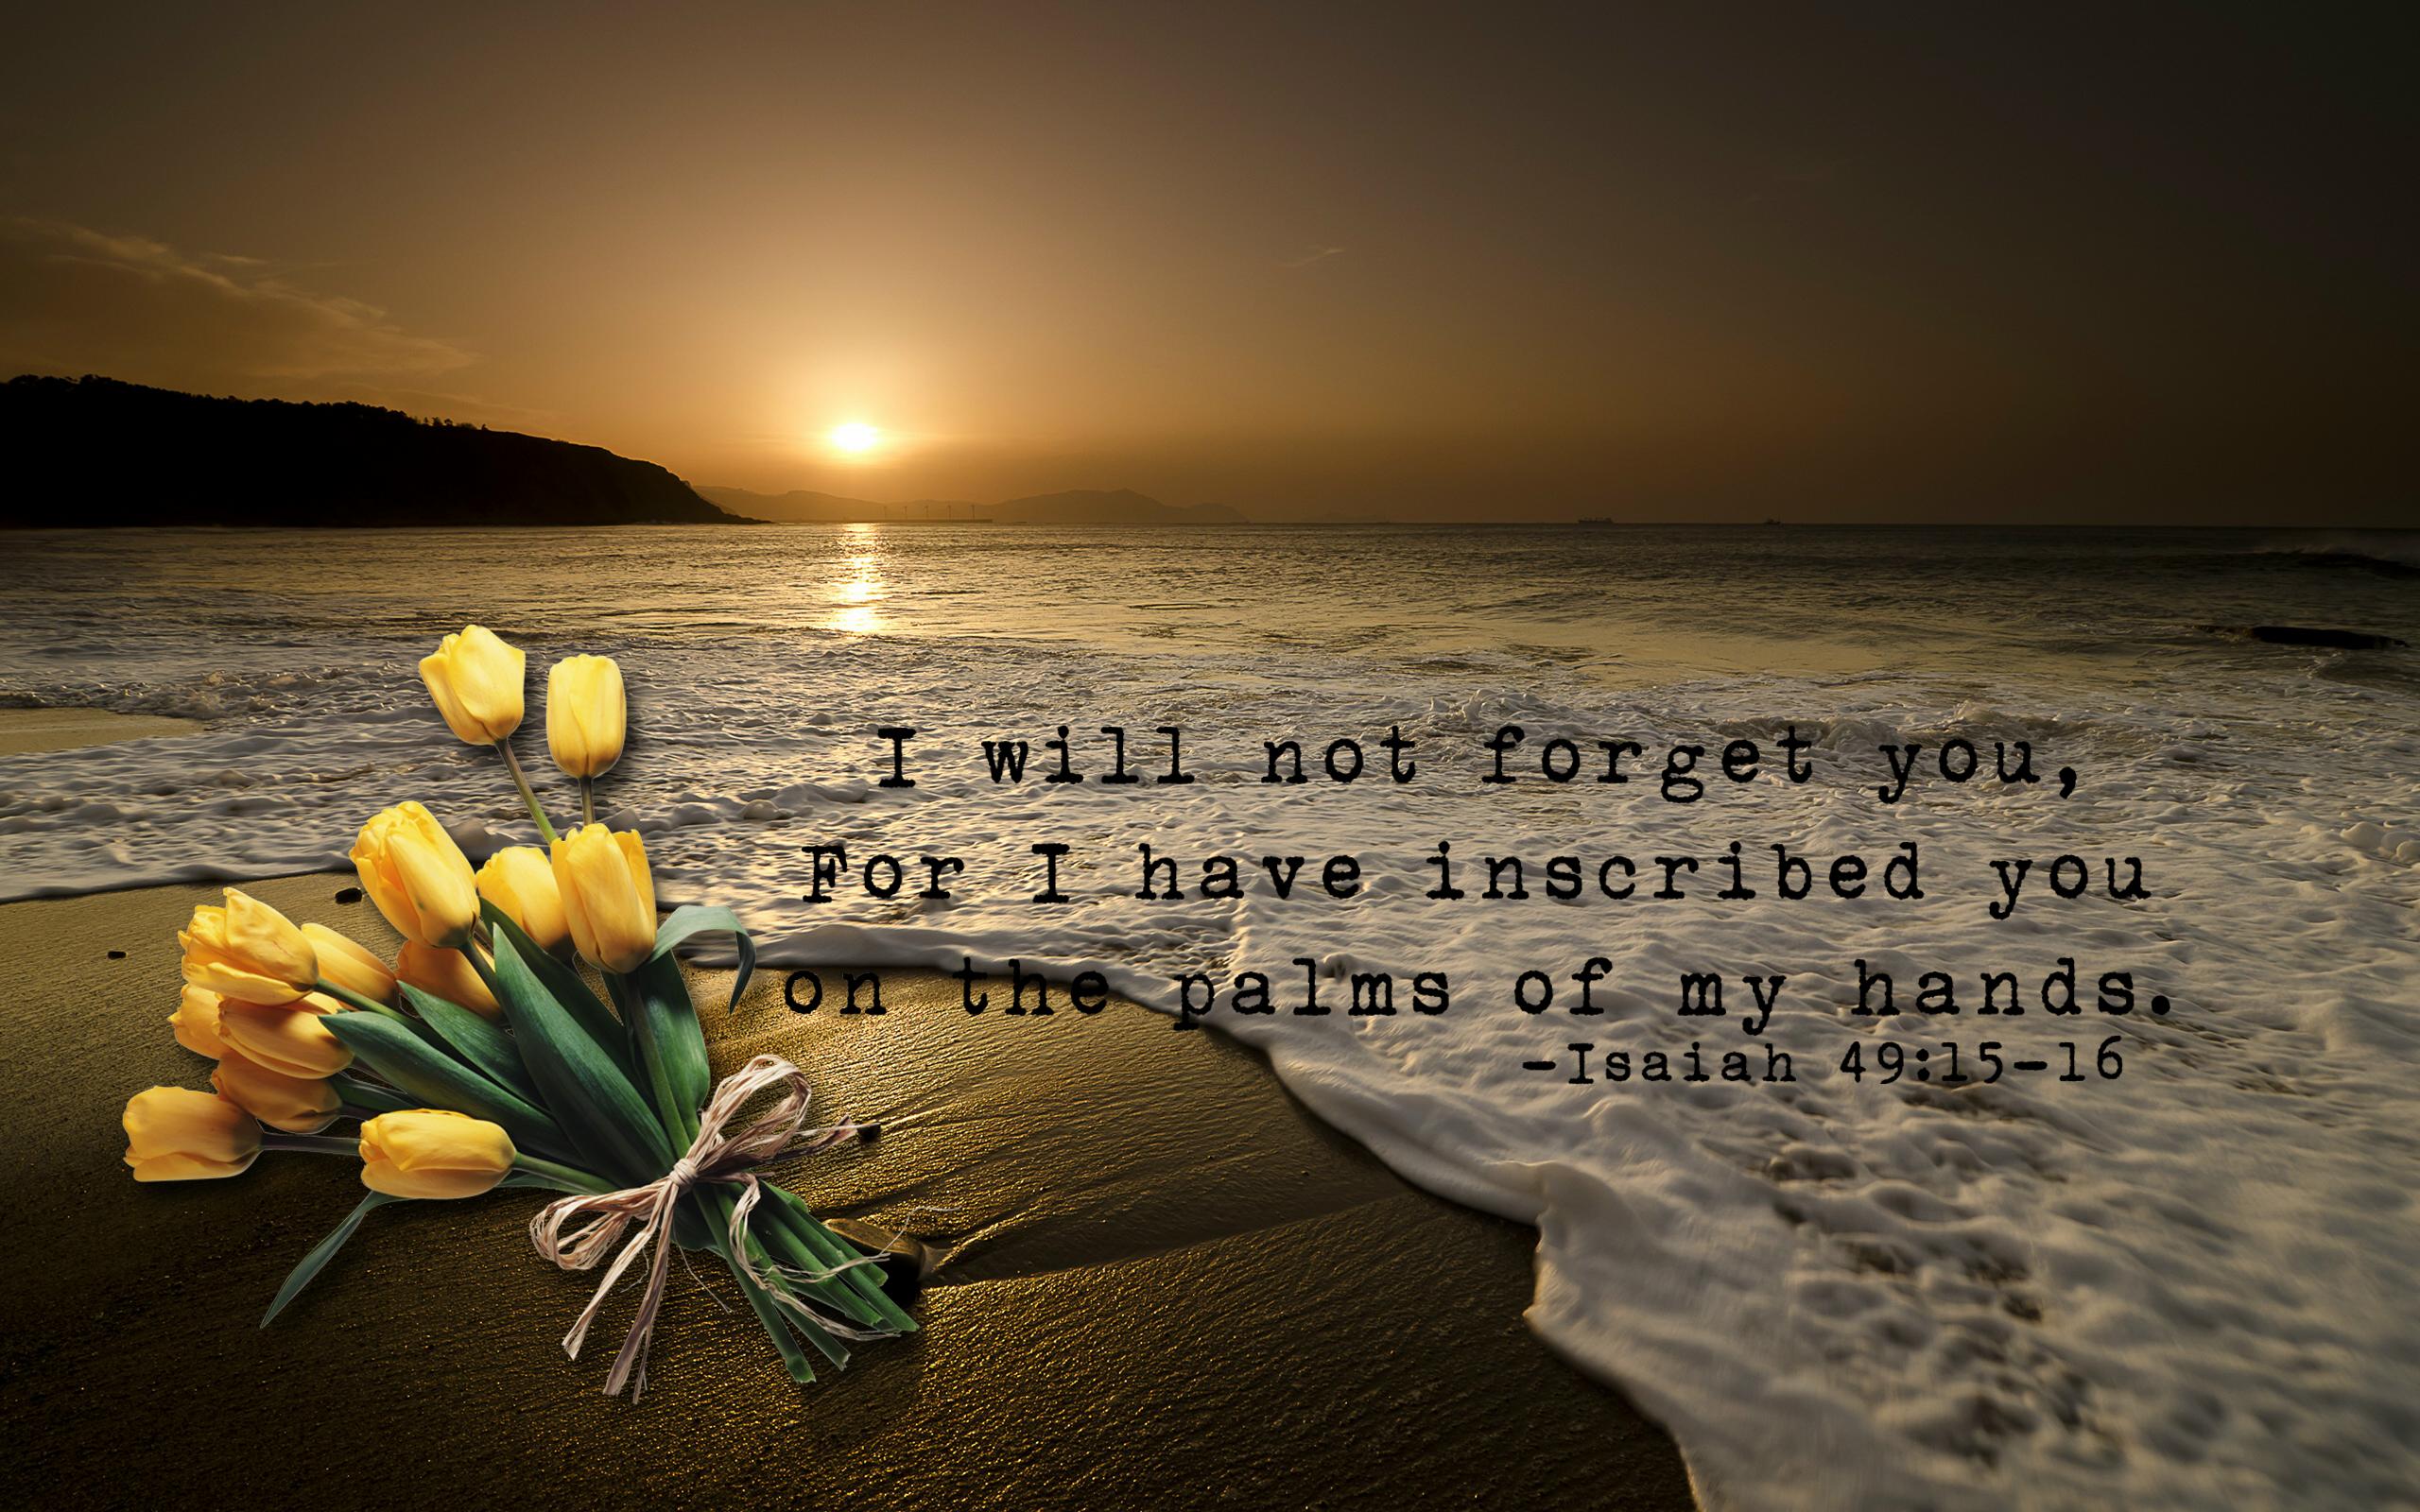 I will not forget you,
For I have inscribed you
on the palms of my hands.
-Isaiah 49:15-16